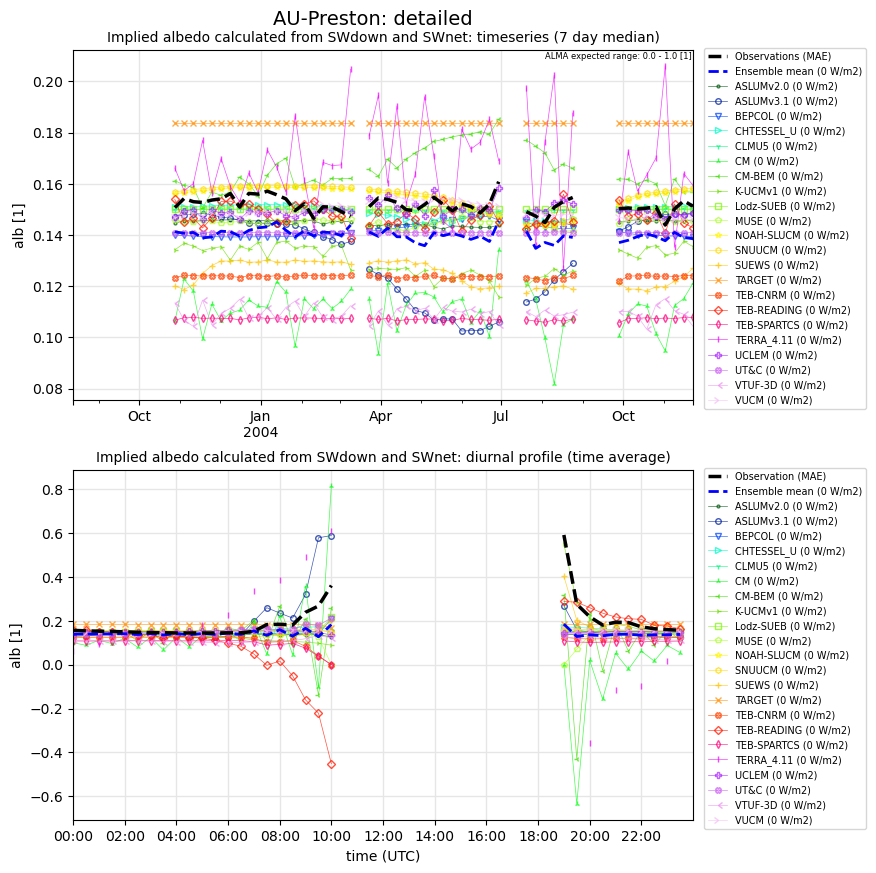 AU-Preston: detailed
Implied albedo calculated from SWdown and SWnet: timeseries (7 day median)
ALMA expected range: 0.0 - 1.0 [1]
alb [1]
0.20
0.18
0.16
0.14
0.12
0.10
0.08
Oct
Jan
2004
Apr
Jul
Oct
Observations (MAE)
Ensemble mean (0 W/m2)
ASLUMv2.0 (0 W/m2)
ASLUMv3.1 (0 W/m2)
BEPCOL (0 W/m2)
CHTESSEL_U (0 W/m2)
CLMU5 (0 W/m2)
CM (0 W/m2)
CM-BEM (0 W/m2)
K-UCMv1 (0 W/m2)
Lodz-SUEB (0 W/m2)
MUSE (0 W/m2)
NOAH-SLUCM (0 W/m2)
SNUUCM (0 W/m2)
SUEWS (0 W/m2)
TARGET (0 W/m2)
TEB-CNRM (0 W/m2)
TEB-READING (0 W/m2)
TEB-SPARTCS (0 W/m2)
TERRA_4.11 (0 W/m2)
UCLEM (0 W/m2)
UT&C (0 W/m2)
VTUF-3D (0 W/m2)
VUCM (0 W/m2)
Implied albedo calculated from SWdown and SWnet: diurnal profile (time average)
alb [1]
0.8
0.6
0.4
0.2
0.0
−0.2
−0.4
−0.6
00:00
02:00
04:00
06:00
08:00
10:00
12:00
14:00
16:00
18:00
20:00
22:00
time (UTC)
Observation (MAE)
Ensemble mean (0 W/m2)
ASLUMv2.0 (0 W/m2)
ASLUMv3.1 (0 W/m2)
BEPCOL (0 W/m2)
CHTESSEL_U (0 W/m2)
CLMU5 (0 W/m2)
CM (0 W/m2)
CM-BEM (0 W/m2)
K-UCMv1 (0 W/m2)
Lodz-SUEB (0 W/m2)
MUSE (0 W/m2)
NOAH-SLUCM (0 W/m2)
SNUUCM (0 W/m2)
SUEWS (0 W/m2)
TARGET (0 W/m2)
TEB-CNRM (0 W/m2)
TEB-READING (0 W/m2)
TEB-SPARTCS (0 W/m2)
TERRA_4.11 (0 W/m2)
UCLEM (0 W/m2)
UT&C (0 W/m2)
VTUF-3D (0 W/m2)
VUCM (0 W/m2)